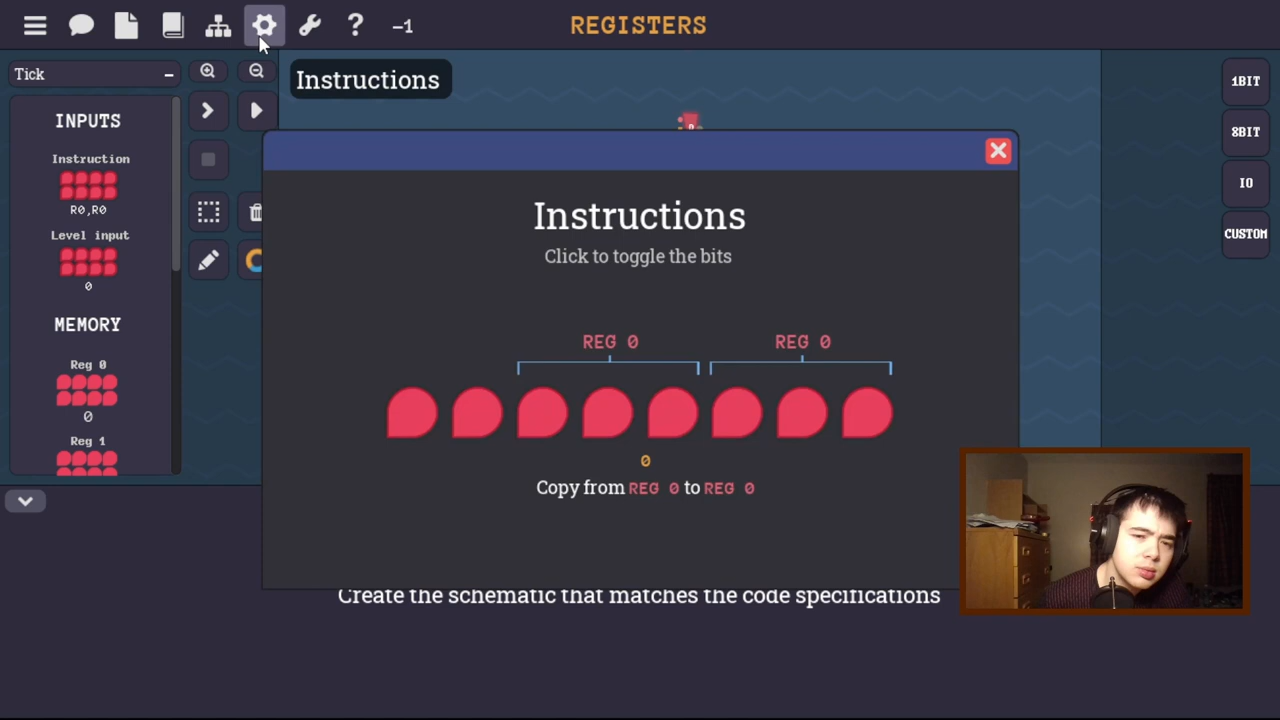 -1
REGISTERS
Tick
Instructions
1BIT
8BIT
IO
CUSTOM
INPUTS
Instruction
R0,R0
Level input
0
MEMORY
Reg 0
0
Reg 1
Instructions
Click to toggle the bits
REG 0
REG 0
0
Copy from REG 0 to REG 0
Create the schematic that matches the code specifications